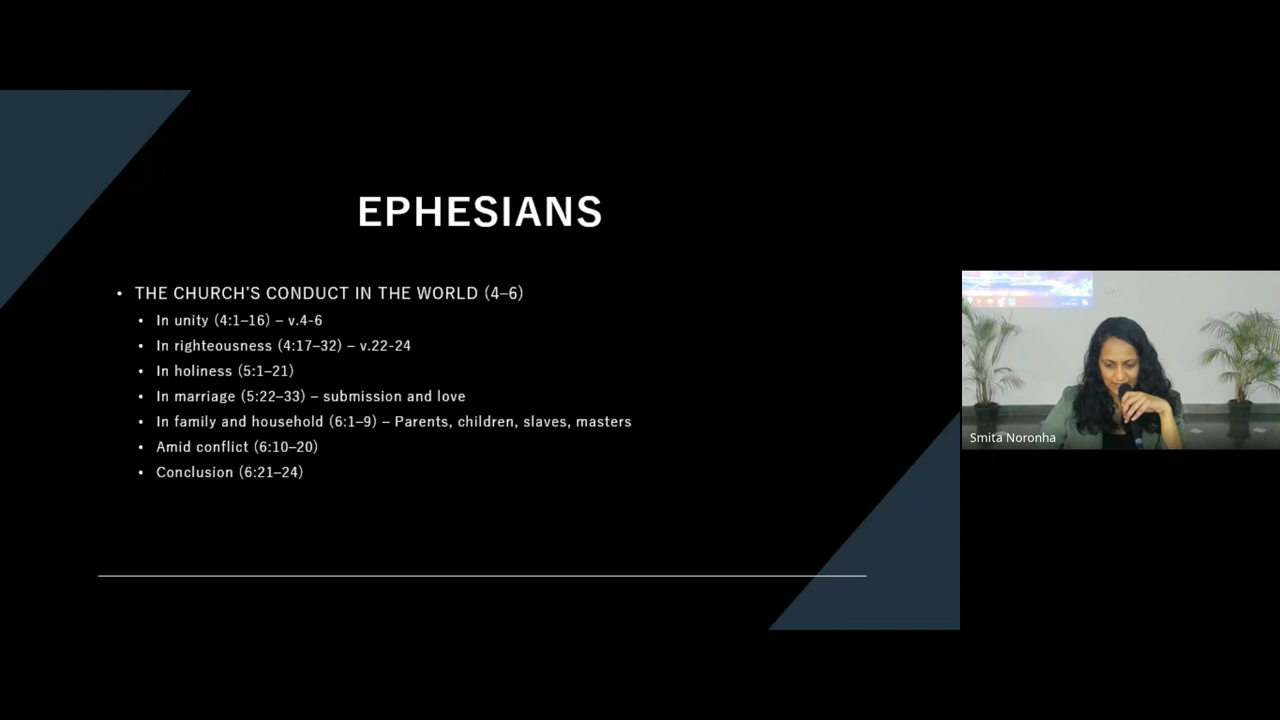 EPHESIANS
• THE CHURCH’S CONDUCT IN THE WORLD (4–6)
• In unity (4:1–16) – v.4-6
• In righteousness (4:17–32) – v.22-24
• In holiness (5:1–21)
• In marriage (5:22–33) – submission and love
• In family and household (6:1–9) – Parents, children, slaves, masters
• Amid conflict (6:10–20)
• Conclusion (6:21–24)
Smita Noronha